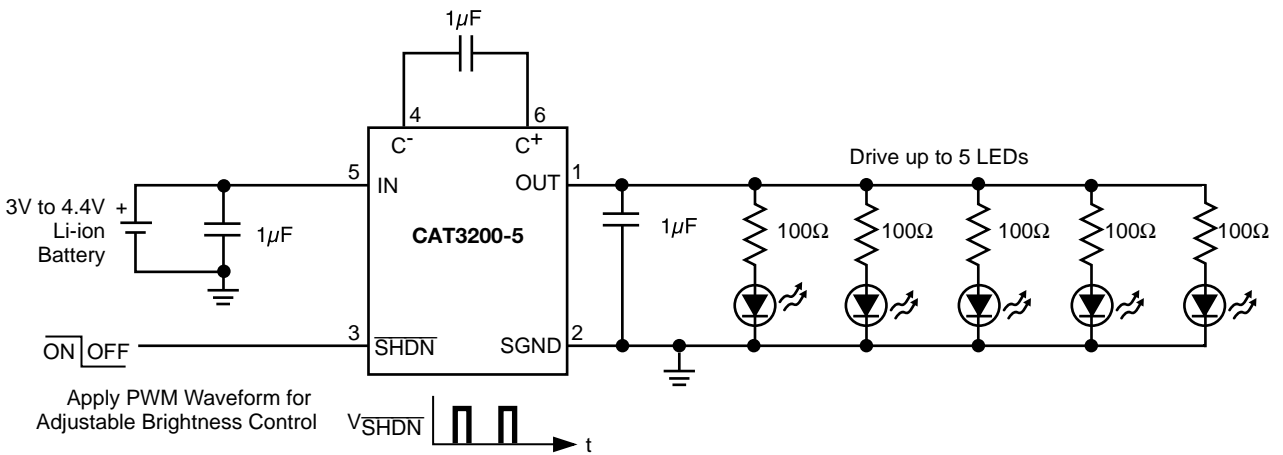 1µF
4
6
C-
C+
Drive up to 5 LEDs
5
IN
OUT
1
3V to 4.4V
Li-ion
Battery
+
1µF
CAT3200-5
1µF
100Ω
100Ω
100Ω
100Ω
100Ω
3
SHDN
SGND
2
ON OFF
Apply PWM Waveform for
Adjustable Brightness Control
VSHDN
t